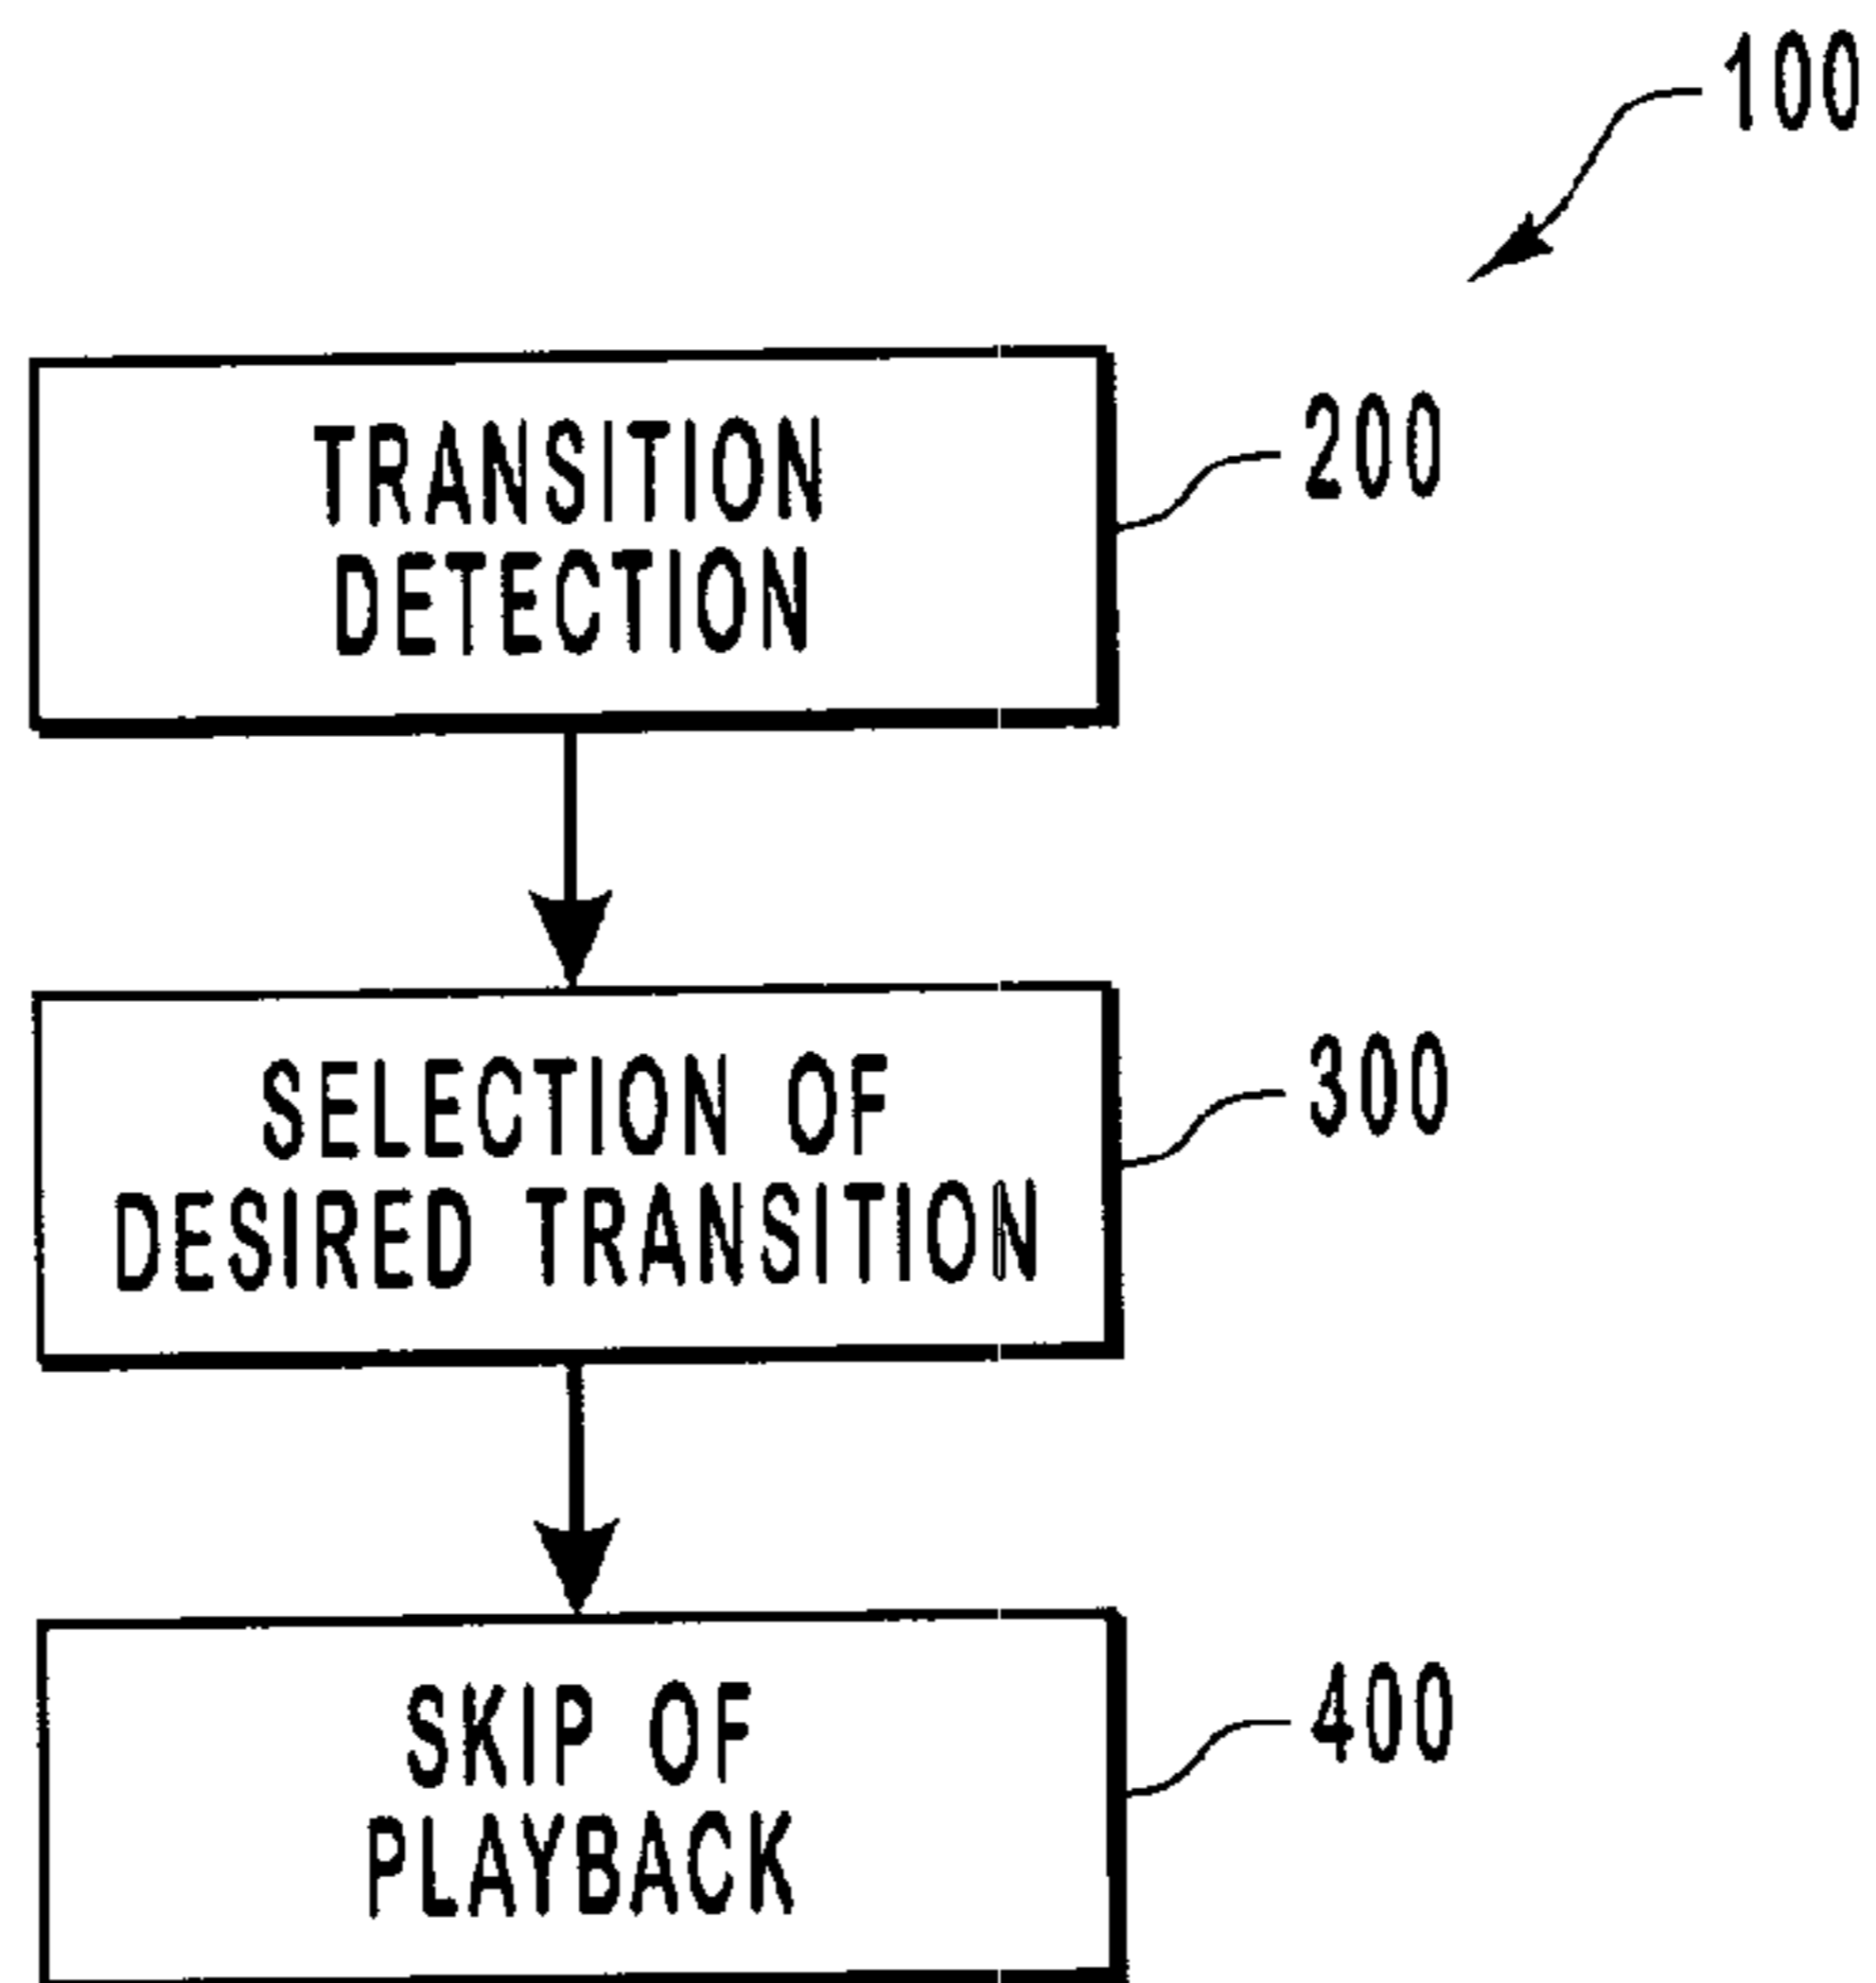 100
TRANSITION
DETECTION
200
SELECTION OF
DESIRED TRANSITION
300
SKIP OF
PLAYBACK
400